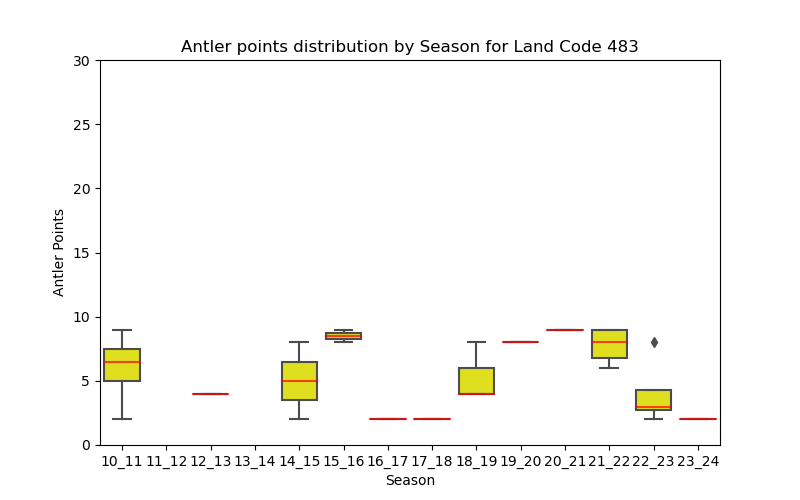 Antler points distribution by Season for Land Code 483
Antler Points
30
25
20
15
10
5
0
10_11 11_12 12_13 13_14 14_15 15_16 16_17 17_18 18_19 19_20 20_21 21_22 22_23 23_24
Season